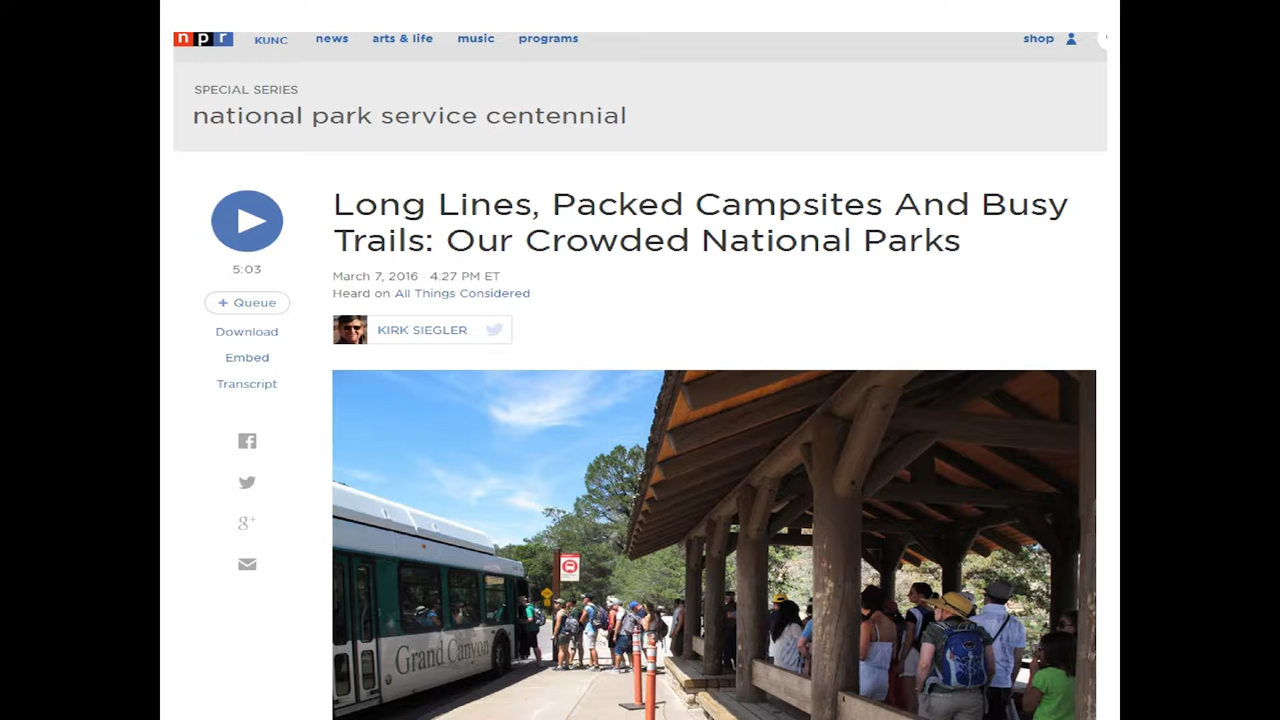 npr KUNC news arts & life music programs shop
SPECIAL SERIES
national park service centennial
Long Lines, Packed Campsites And Busy
Trails: Our Crowded National Parks
5:03
March 7, 2016 · 4:27 PM ET
Heard on All Things Considered
+ Queue
KIRK SIEGLER
Download
Embed
Transcript
g+
Grand Canyon